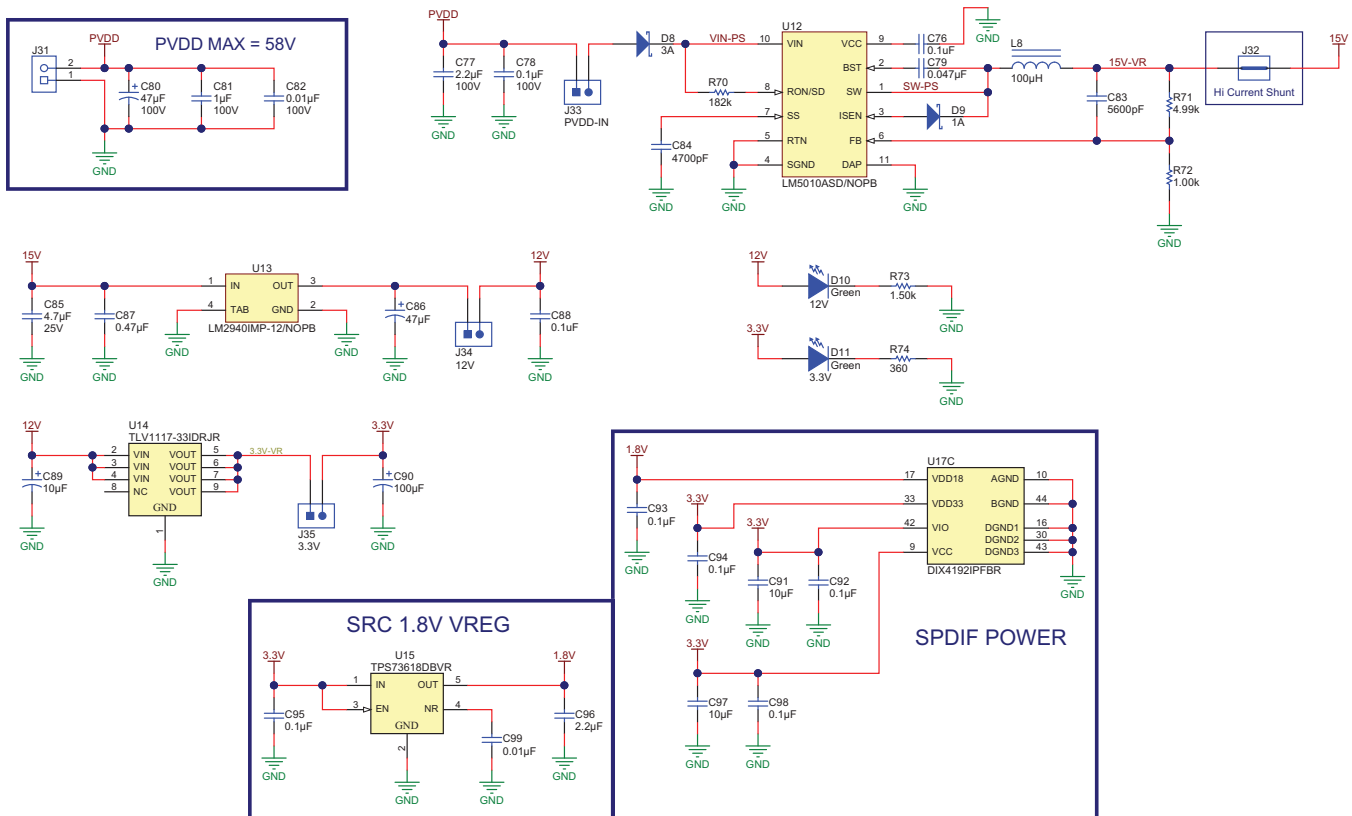 PVDD MAX = 58V
J31
PVDD
2
1
+
C80
47µF
100V
C81
1µF
100V
C82
0.01µF
100V
GND
PVDD
C77
2.2µF
100V
C78
0.1µF
100V
GND
GND
J33
PVDD-IN
D8
3A
VIN-PS
R70
182k
C84
4700pF
GND
GND
U12
10 VIN
8 RON/SD
7 SS
5 RTN
4 SGND
VCC 9
BST 2
SW 1
ISEN 3
FB 6
DAP 11
LM5010ASD/NOPB
C76
0.1uF
GND
C79
0.047µF
SW-PS
D9
1A
GND
L8
100µH
15V-VR
C83
5600pF
R71
4.99k
R72
1.00k
GND
J32
Hi Current Shunt
15V
15V
C85
4.7µF
25V
GND
C87
0.47µF
GND
U13
1 IN
4 TAB
OUT 3
GND 2
LM2940IMP-12/NOPB
GND
GND
+
C86
47µF
GND
J34
12V
12V
C88
0.1uF
GND
12V
D10
Green
12V
R73
1.50k
GND
3.3V
D11
Green
3.3V
R74
360
GND
12V
+
C89
10µF
GND
U14
TLV1117-33IDRJR
2 VIN
3 VIN
4 VIN
8 NC
VOUT 5
VOUT 6
VOUT 7
VOUT 9
GND
1
GND
3.3V-VR
J35
3.3V
3.3V
+
C90
100µF
GND
SRC 1.8V VREG
3.3V
C95
0.1µF
GND
U15
TPS73618DBVR
1 IN
3 EN
OUT 5
NR 4
GND
2
GND
C99
0.01µF
GND
1.8V
C96
2.2µF
GND
1.8V
C93
0.1µF
GND
3.3V
C94
0.1µF
GND
3.3V
C91
10µF
GND
C92
0.1µF
GND
3.3V
C97
10µF
GND
C98
0.1µF
GND
U17C
17 VDD18
33 VDD33
42 VIO
9 VCC
AGND 10
BGND 44
DGND1 16
DGND2 30
DGND3 43
DIX4192IPFBR
GND
SPDIF POWER